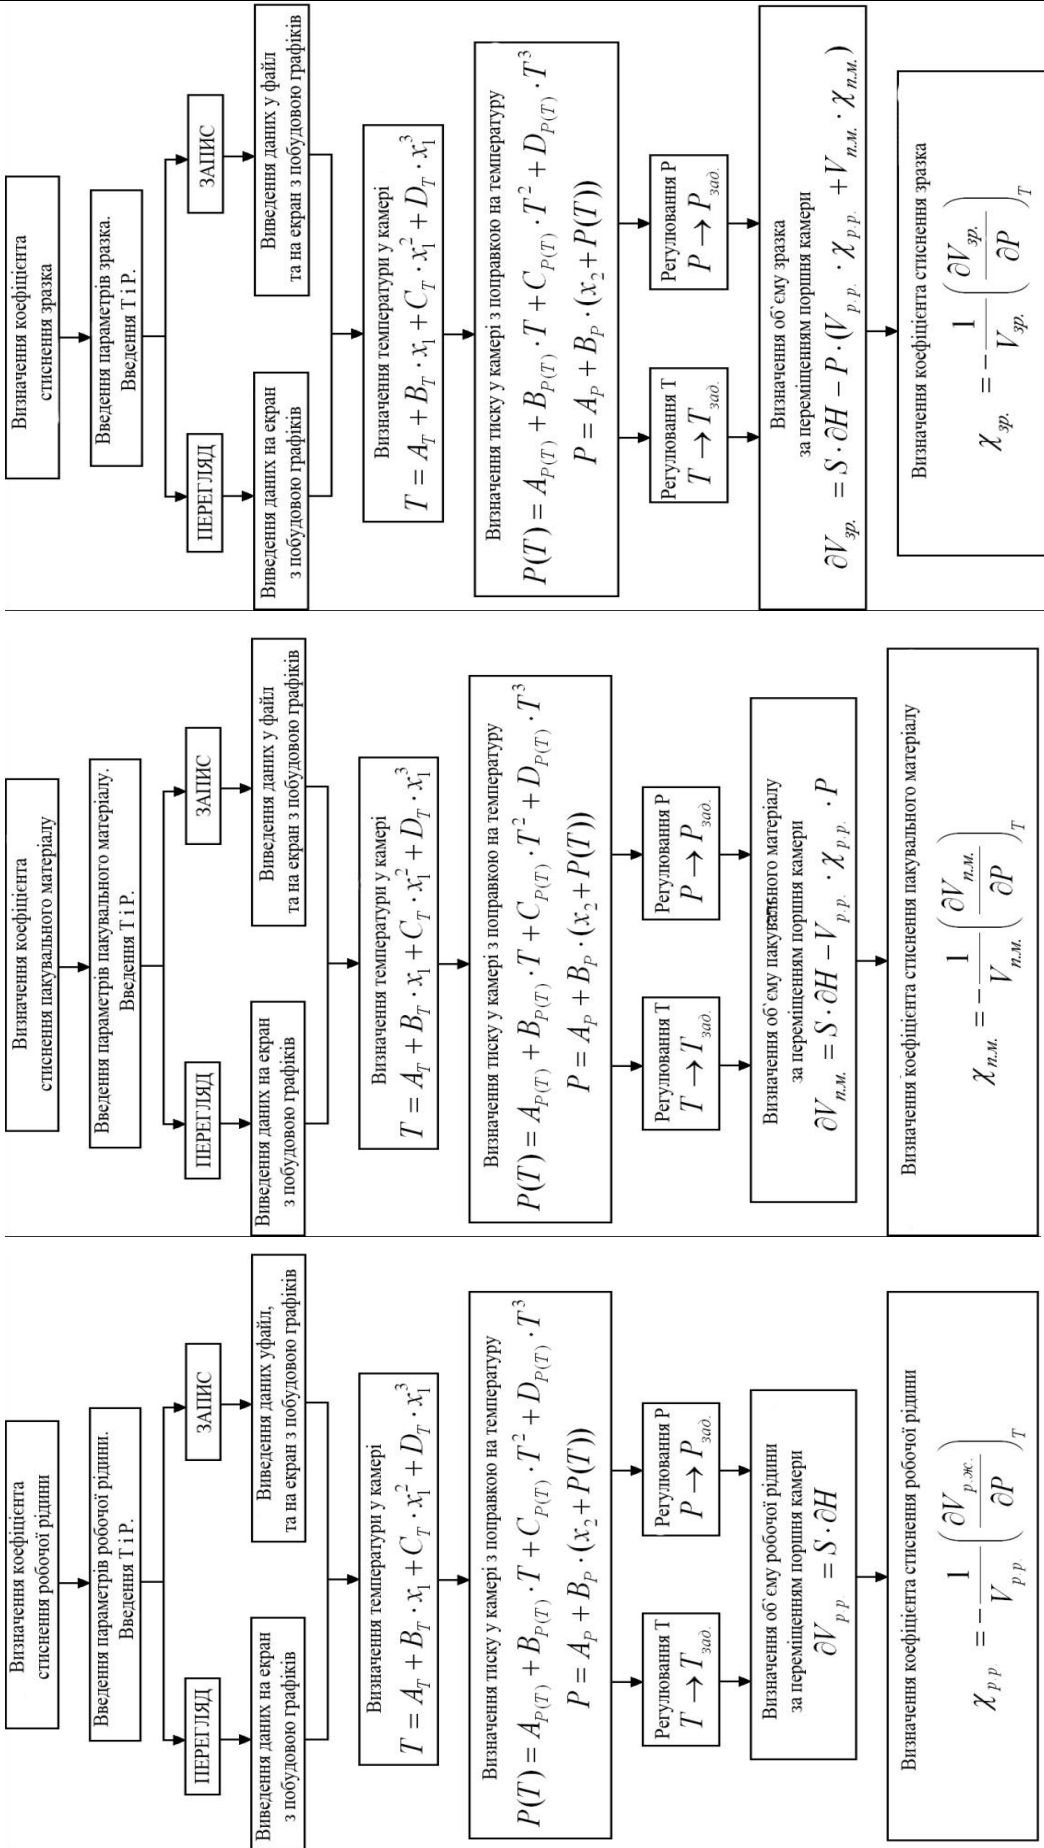 Визначення коефіцієнта
стиснення робочої рідини
Введення параметрів робочої рідини.
Введення Т і Р.
ПЕРЕГЛЯД
ЗАПИС
Виведення даних на екран
з побудовою графіків
Виведення даних уфайл,
та на екран з побудовою графіків
Визначення температури у камері
T = A_T + B_T · x_1 + C_T · x_1^2 + D_T · x_1^3
Визначення тиску у камері з поправкою на температуру
P(T) = A_{P(T)} + B_{P(T)} · T + C_{P(T)} · T^2 + D_{P(T)} · T^3
P = A_P + B_P · (x_2 + P(T))
Регулювання Т
T → T_{зад.}
Регулювання Р
P → P_{зад.}
Визначення об`єму робочої рідини
за переміщенням поршня камери
∂V_{р.р.} = S · ∂H
Визначення коефіцієнта стиснення робочої рідини
χ_{р.р.} = − 1/V_{р.р.} (∂V_{р.ж.}/∂P)_T
Визначення коефіцієнта
стиснення пакувального матеріалу
Введення параметрів пакувального матеріалу.
Введення Т і Р.
ПЕРЕГЛЯД
ЗАПИС
Виведення даних на екран
з побудовою графіків
Виведення даних у файл
та на екран з побудовою графіків
Визначення температури у камері
T = A_T + B_T · x_1 + C_T · x_1^2 + D_T · x_1^3
Визначення тиску у камері з поправкою на температуру
P(T) = A_{P(T)} + B_{P(T)} · T + C_{P(T)} · T^2 + D_{P(T)} · T^3
P = A_P + B_P · (x_2 + P(T))
Регулювання Т
T → T_{зад.}
Регулювання Р
P → P_{зад.}
Визначення об`єму пакувального матеріалу
за переміщенням поршня камери
∂V_{п.м.} = S · ∂H − V_{р.р.} · χ_{р.р.} · P
Визначення коефіцієнта стиснення пакувального матеріалу
χ_{п.м.} = − 1/V_{п.м.} (∂V_{п.м.}/∂P)_T
Визначення коефіцієнта
стиснення зразка
Введення параметрів зразка.
Введення Т і Р.
ПЕРЕГЛЯД
ЗАПИС
Виведення даних на екран
з побудовою графіків
Виведення даних у файл
та на екран з побудовою графіків
Визначення температури у камері
T = A_T + B_T · x_1 + C_T · x_1^2 + D_T · x_1^3
Визначення тиску у камері з поправкою на температуру
P(T) = A_{P(T)} + B_{P(T)} · T + C_{P(T)} · T^2 + D_{P(T)} · T^3
P = A_P + B_P · (x_2 + P(T))
Регулювання Т
T → T_{зад.}
Регулювання Р
P → P_{зад.}
Визначення об`єму зразка
за переміщенням поршня камери
∂V_{зр.} = S · ∂H − P · (V_{р.р.} · χ_{р.р.} + V_{п.м.} · χ_{п.м.})
Визначення коефіцієнта стиснення зразка
χ_{зр.} = − 1/V_{зр.} (∂V_{зр.}/∂P)_T